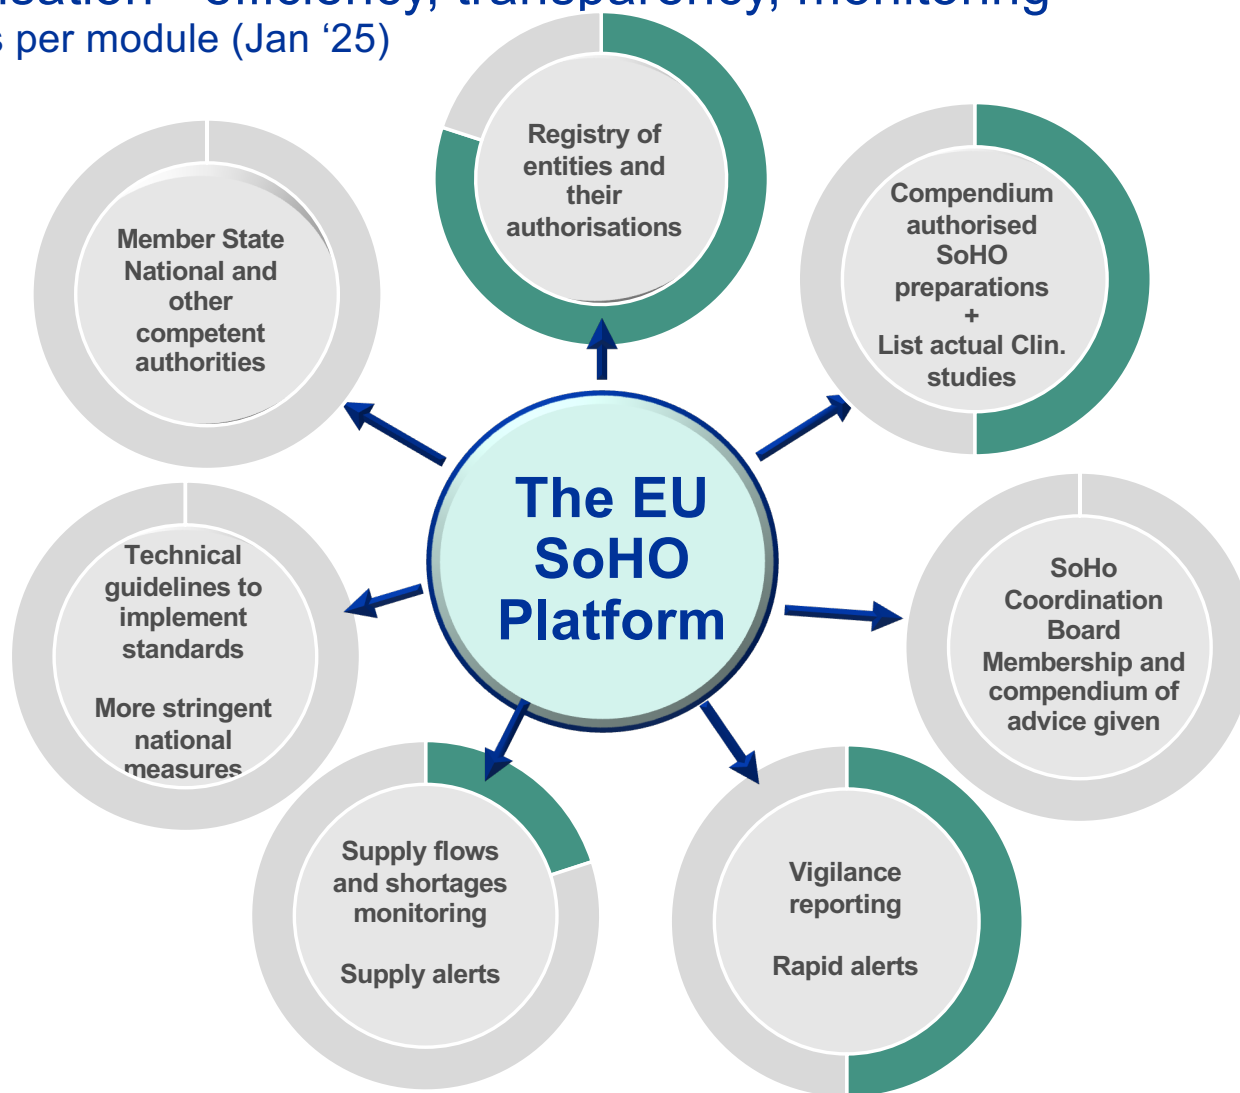 efficiency, transparency, monitoring
per module (Jan ‘25)
Registry of
entities and
their
authorisations
Compendium
authorised
SoHO
preparations
+
List actual Clin.
studies
Member State
National and
other
competent
authorities
The EU
SoHO
Platform
Technical
guidelines to
implement
standards
More stringent
national
measures
SoHo
Coordination
Board
Membership and
compendium of
advice given
Supply flows
and shortages
monitoring
Supply alerts
Vigilance
reporting
Rapid alerts